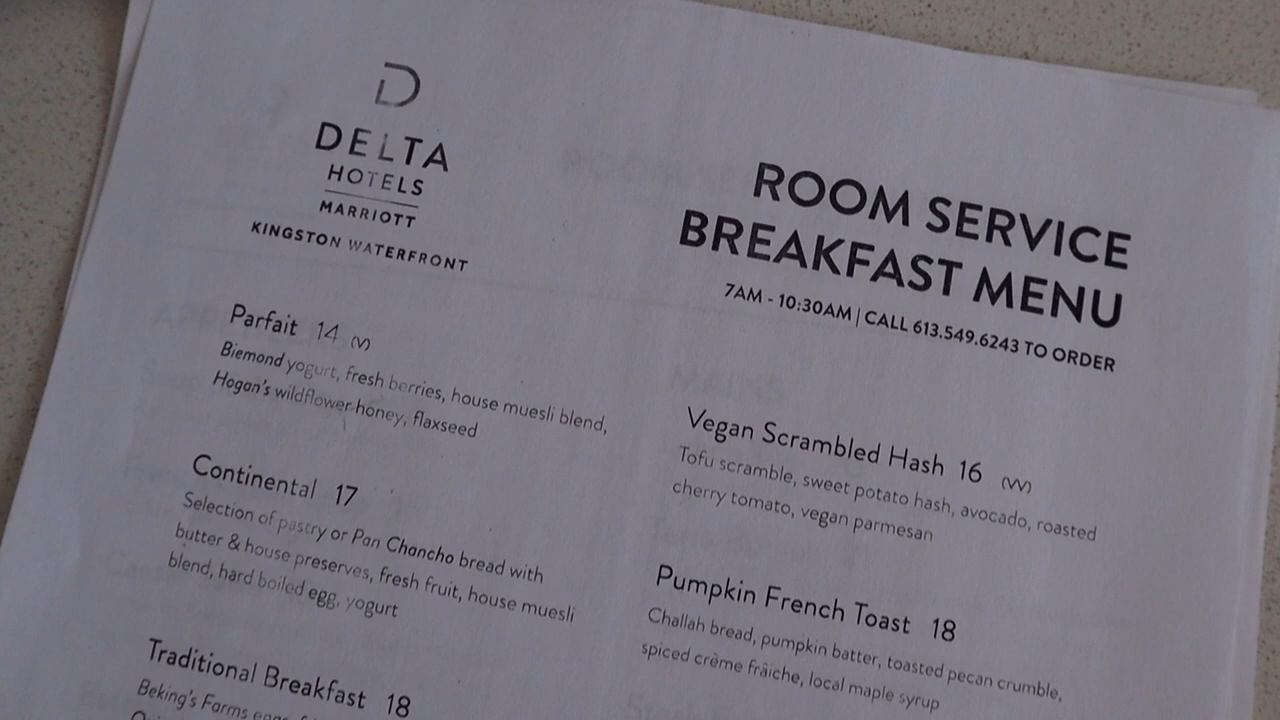 D
DELTA
HOTELS
MARRIOTT
KINGSTON WATERFRONT
ROOM SERVICE
BREAKFAST MENU
7AM - 10:30AM | CALL 613.549.6243 TO ORDER
Parfait 14 (V)
Biemond yogurt, fresh berries, house muesli blend,
Hogan's wildflower honey, flaxseed
Continental 17
Selection of pastry or Pan Chancho bread with
butter & house preserves, fresh fruit, house muesli
blend, hard boiled egg, yogurt
Traditional Breakfast 18
Beking's Farms eggs
Vegan Scrambled Hash 16 (VV)
Tofu scramble, sweet potato hash, avocado, roasted
cherry tomato, vegan parmesan
Pumpkin French Toast 18
Challah bread, pumpkin batter, toasted pecan crumble,
spiced crème frâiche, local maple syrup